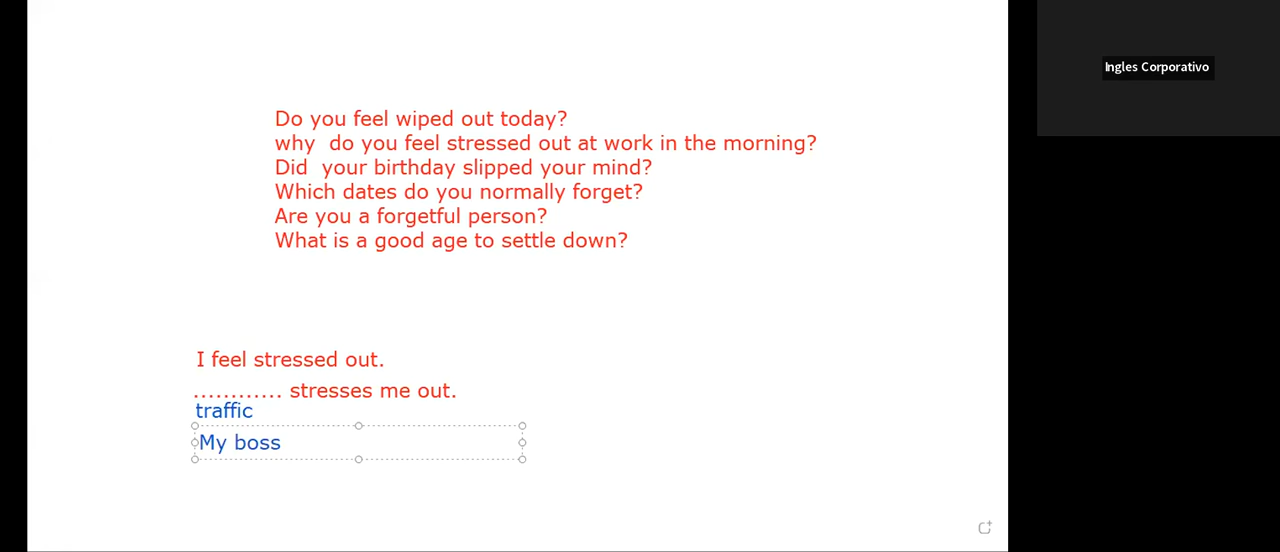 Ingles Corporativo
Do you feel wiped out today?
why  do you feel stressed out at work in the morning?
Did  your birthday slipped your mind?
Which dates do you normally forget?
Are you a forgetful person?
What is a good age to settle down?
I feel stressed out.
............ stresses me out.
traffic
My boss